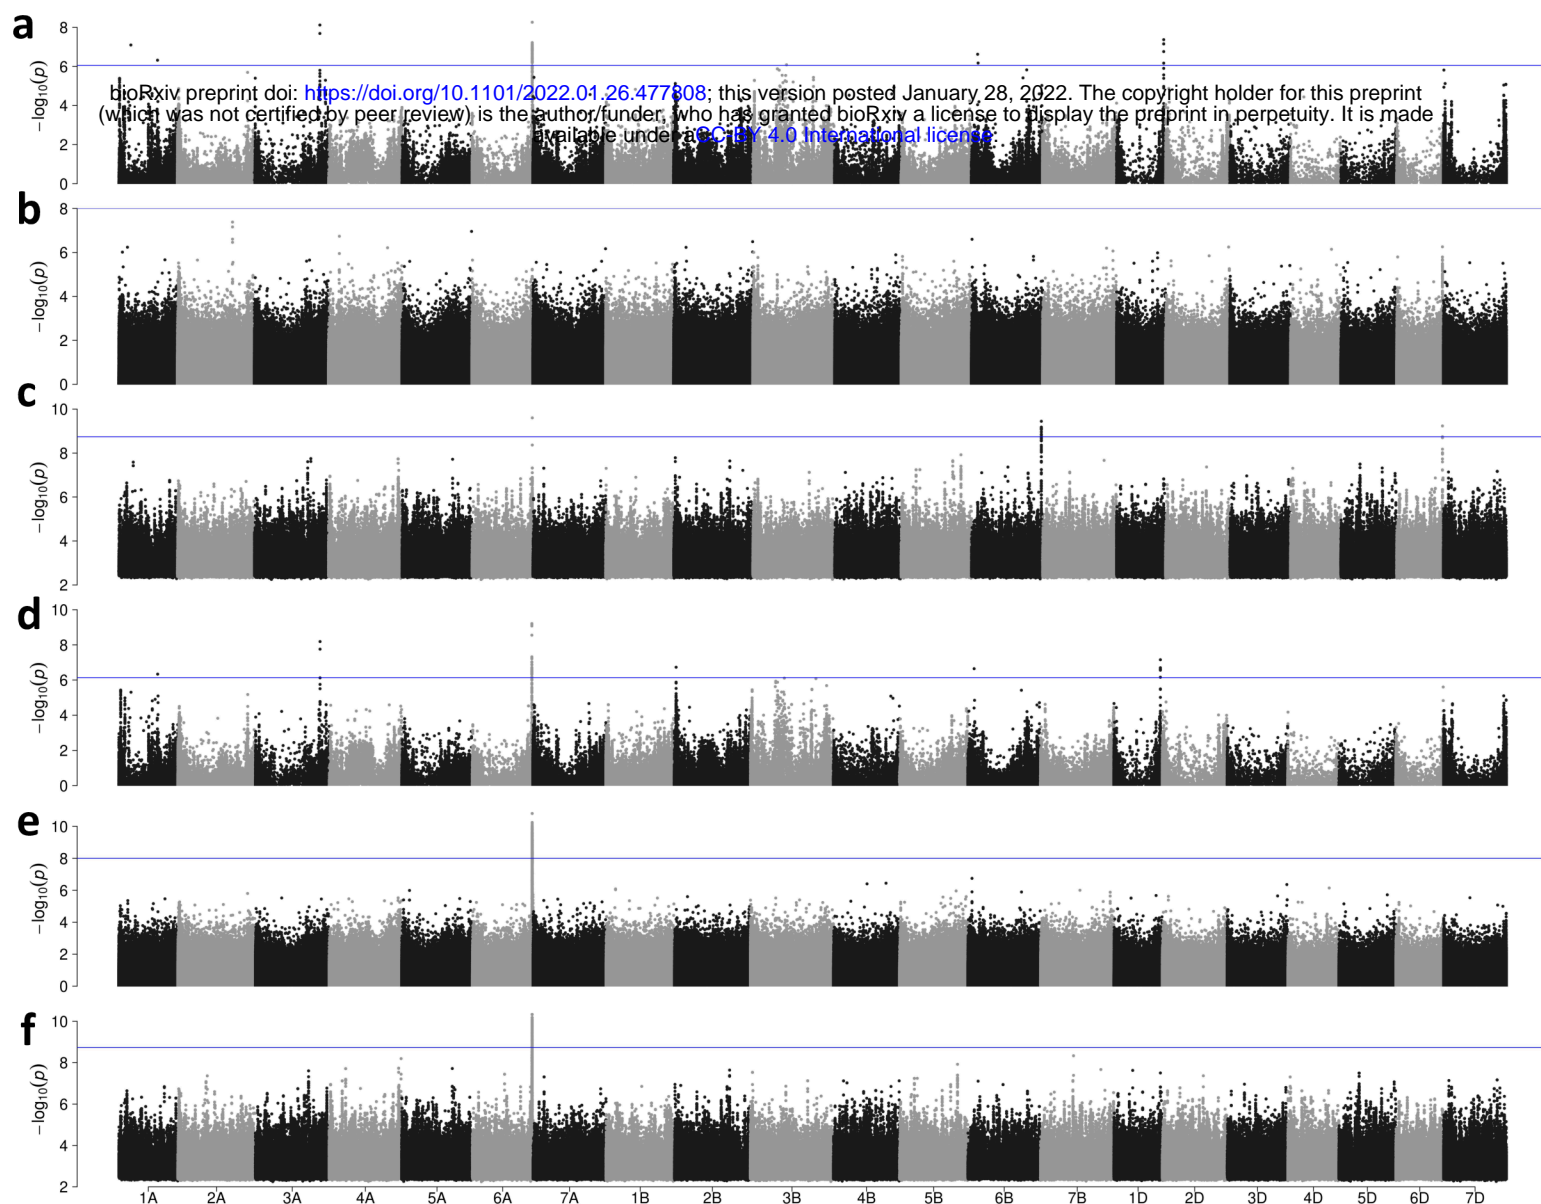 a
8
6
4
2
0
−log10(p)
bioRxiv preprint doi: https://doi.org/10.1101/2022.01.26.477808; this version posted January 28, 2022. The copyright holder for this preprint
(which was not certified by peer review) is the author/funder, who has granted bioRxiv a license to display the preprint in perpetuity. It is made
available under aCC-BY 4.0 International license.
b
8
6
4
2
0
−log10(p)
c
10
8
6
4
2
−log10(p)
d
10
8
6
4
2
0
−log10(p)
e
10
8
6
4
2
0
−log10(p)
f
10
8
6
4
2
−log10(p)
1A 2A 3A 4A 5A 6A 7A 1B 2B 3B 4B 5B 6B 7B 1D 2D 3D 4D 5D 6D 7D